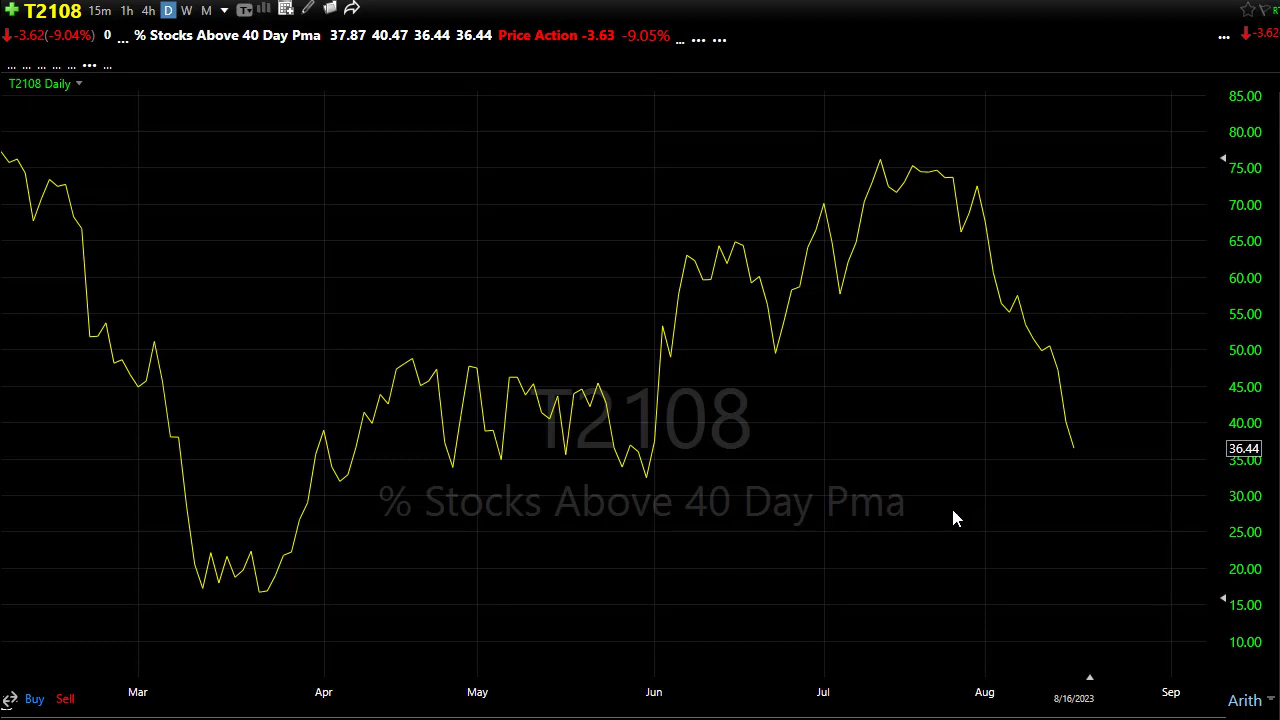 T2108 15m 1h 4h D W M T
-3.62(-9.04%) 0 ... % Stocks Above 40 Day Pma 37.87 40.47 36.44 36.44 Price Action -3.63 -9.05% ... ... ... ... -3.62
... ... ... ... ... ... ...
T2108 Daily
85.00
80.00
75.00
70.00
65.00
60.00
55.00
50.00
45.00
40.00
36.44
35.00
30.00
25.00
20.00
15.00
10.00
T2108
% Stocks Above 40 Day Pma
Mar Apr May Jun Jul Aug Sep
8/16/2023
Buy Sell Arith